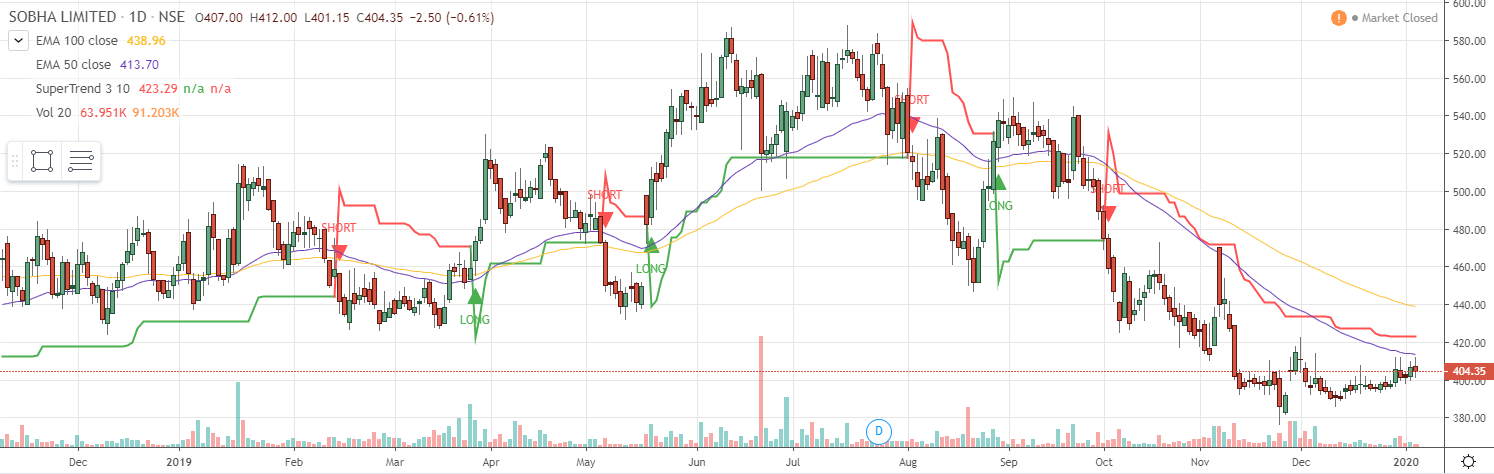 SOBHA LIMITED · 1D · NSE O407.00 H412.00 L401.15 C404.35 −2.50 (−0.61%)
! Market Closed
EMA 100 close 438.96
EMA 50 close 413.70
SuperTrend 3 10 423.29 n/a n/a
Vol 20 63.951K 91.203K
600.00
580.00
560.00
540.00
520.00
500.00
480.00
460.00
440.00
420.00
404.35
400.00
380.00
SHORT
LONG
SHORT
LONG
SHORT
LONG
SHORT
D
Dec 2019 Feb Mar Apr May Jun Jul Aug Sep Oct Nov Dec 2020